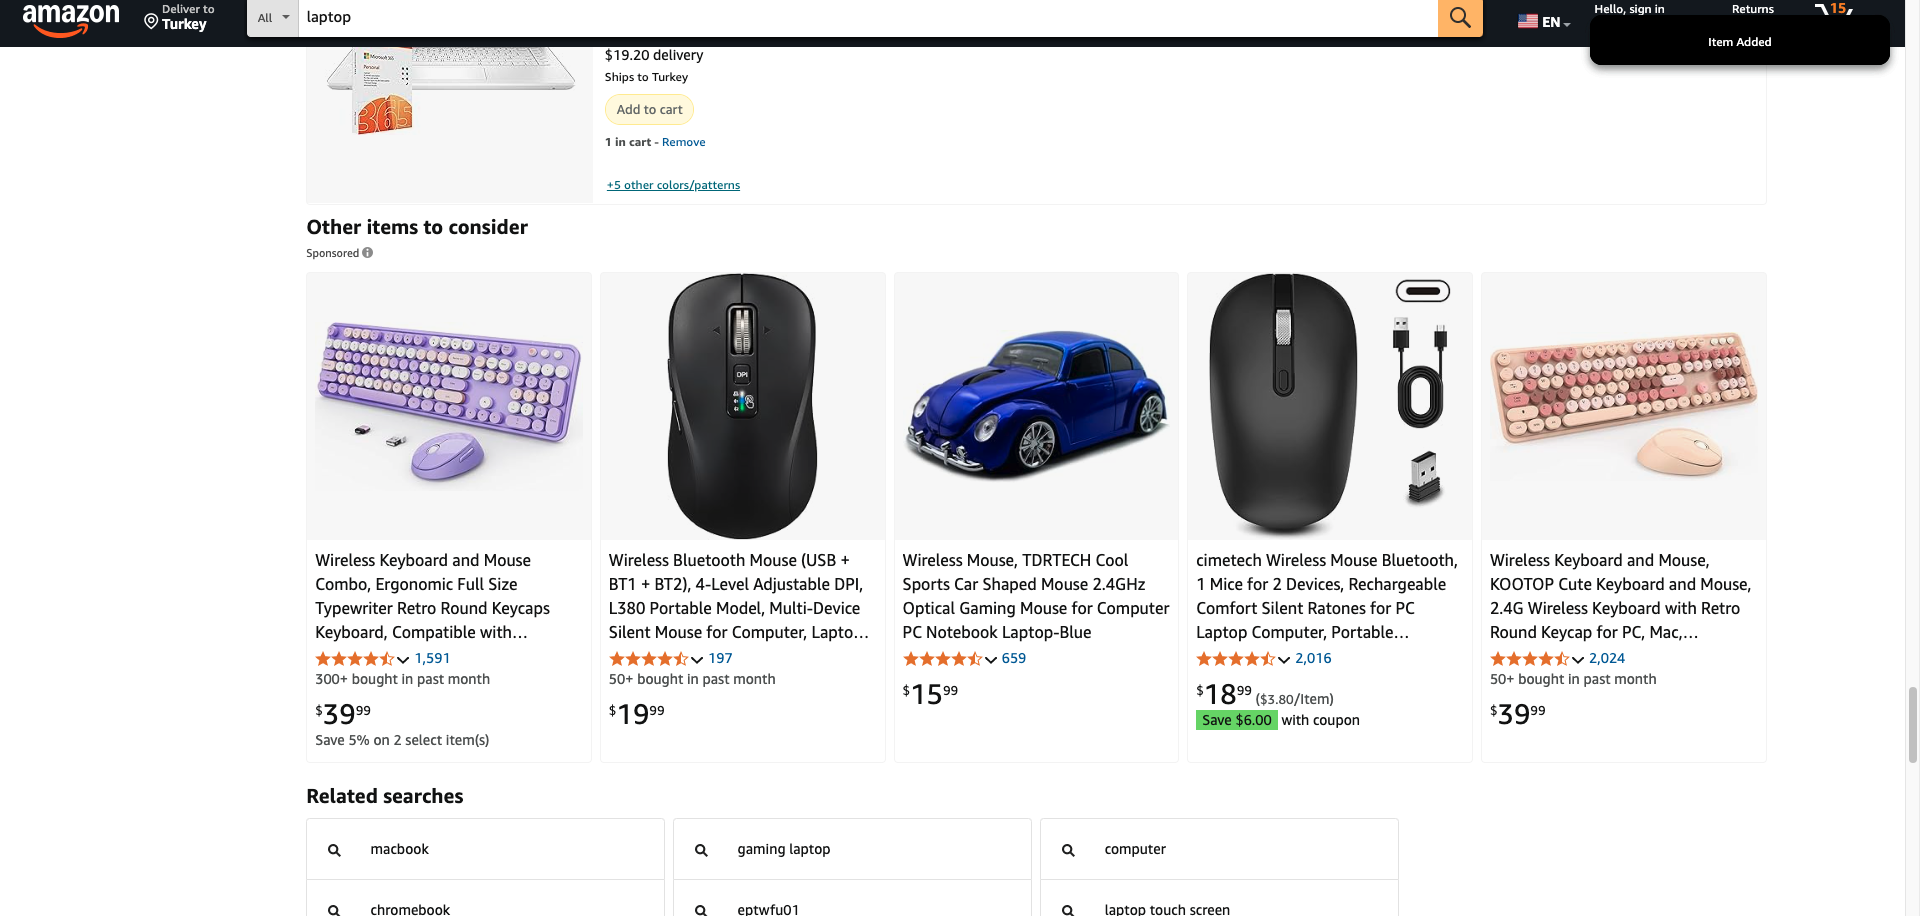 amazon
Deliver to
Turkey
All
laptop
EN
Hello, sign in
Returns
15
Item Added
Microsoft 365
Personal
365
$19.20 delivery
Ships to Turkey
Add to cart
1 in cart - Remove
+5 other colors/patterns
Other items to consider
Sponsored
DPI
Wireless Keyboard and Mouse
Combo, Ergonomic Full Size
Typewriter Retro Round Keycaps
Keyboard, Compatible with...
1,591
300+ bought in past month
$39.99
Save 5% on 2 select item(s)
Wireless Bluetooth Mouse (USB +
BT1 + BT2), 4-Level Adjustable DPI,
L380 Portable Model, Multi-Device
Silent Mouse for Computer, Lapto...
197
50+ bought in past month
$19.99
Wireless Mouse, TDRTECH Cool
Sports Car Shaped Mouse 2.4GHz
Optical Gaming Mouse for Computer
PC Notebook Laptop-Blue
659
$15.99
cimetech Wireless Mouse Bluetooth,
1 Mice for 2 Devices, Rechargeable
Comfort Silent Ratones for PC
Laptop Computer, Portable...
2,016
$18.99 ($3.80/Item)
Save $6.00 with coupon
Wireless Keyboard and Mouse,
KOOTOP Cute Keyboard and Mouse,
2.4G Wireless Keyboard with Retro
Round Keycap for PC, Mac,...
2,024
50+ bought in past month
$39.99
Related searches
macbook
gaming laptop
computer
chromebook
eptwfu01
laptop touch screen